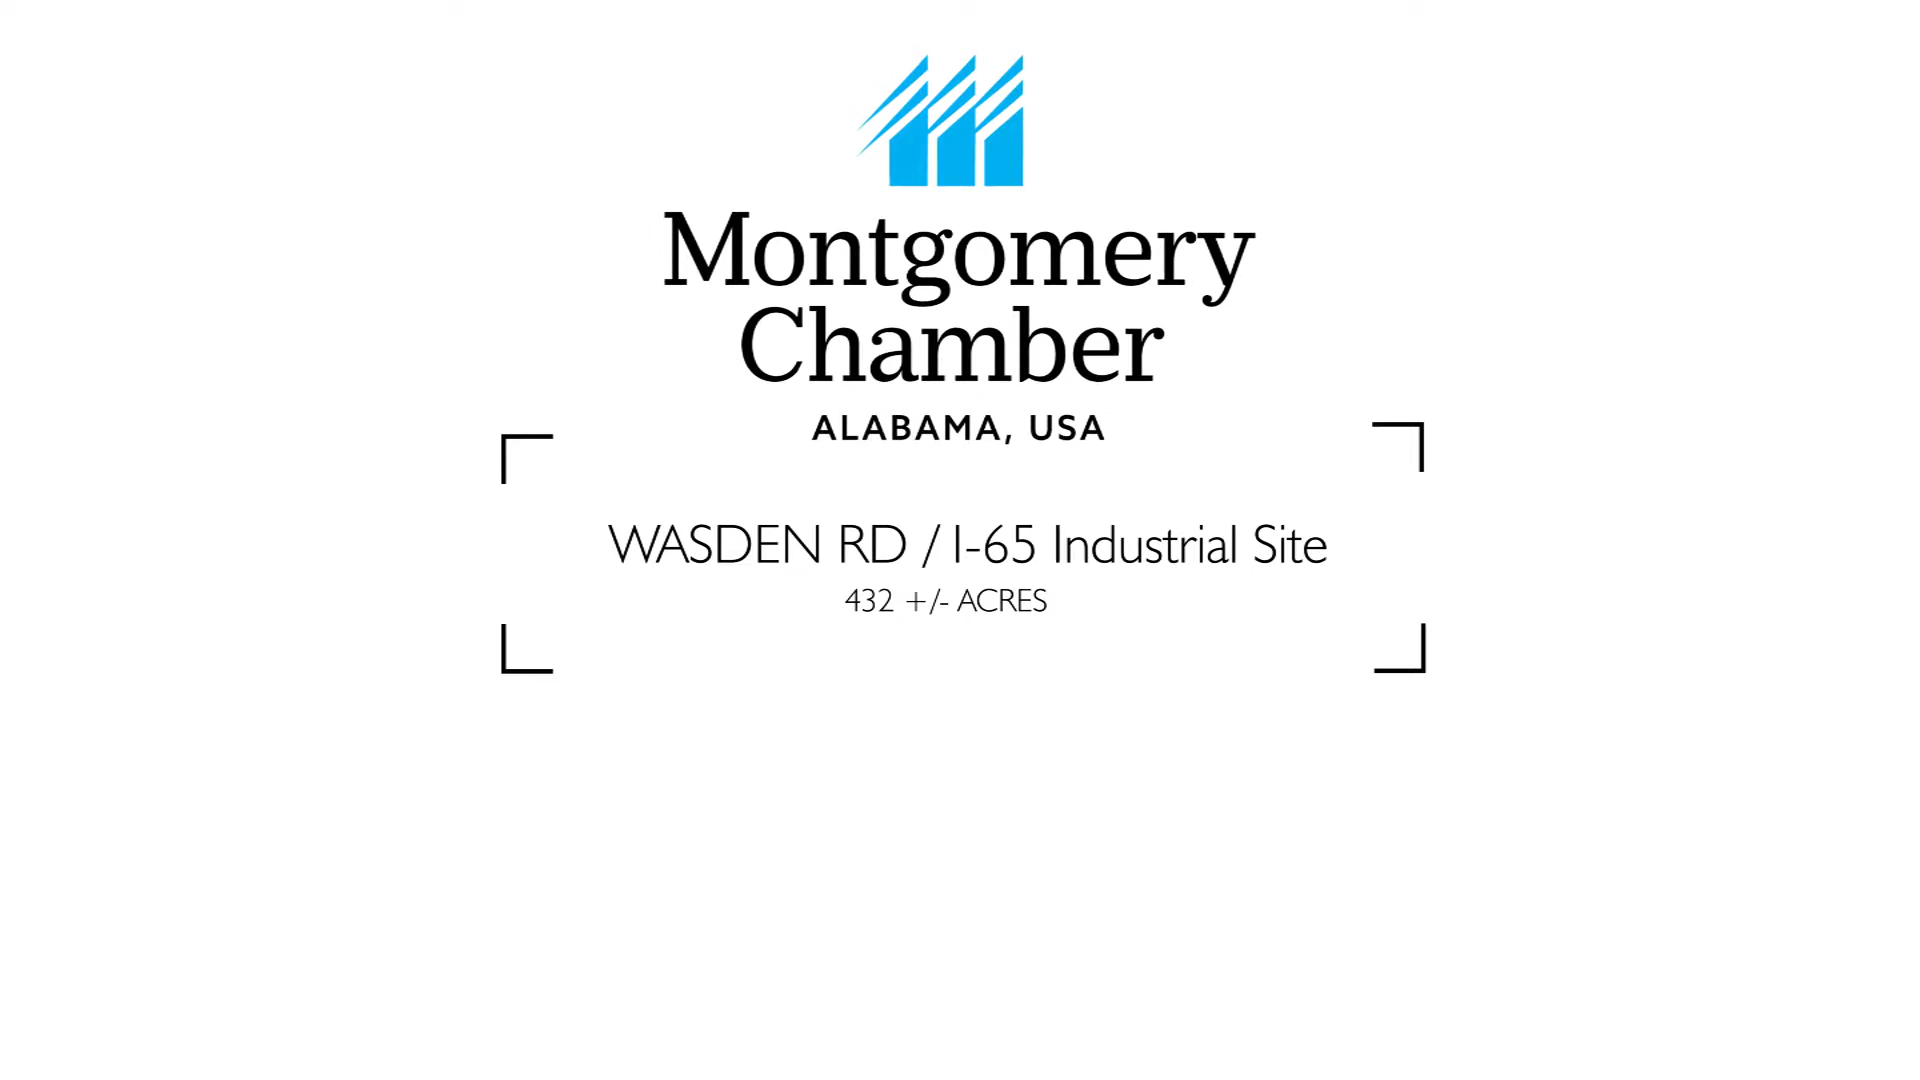 Montgomery
Chamber
ALABAMA, USA
WASDEN RD / I-65 Industrial Site
432 +/- ACRES